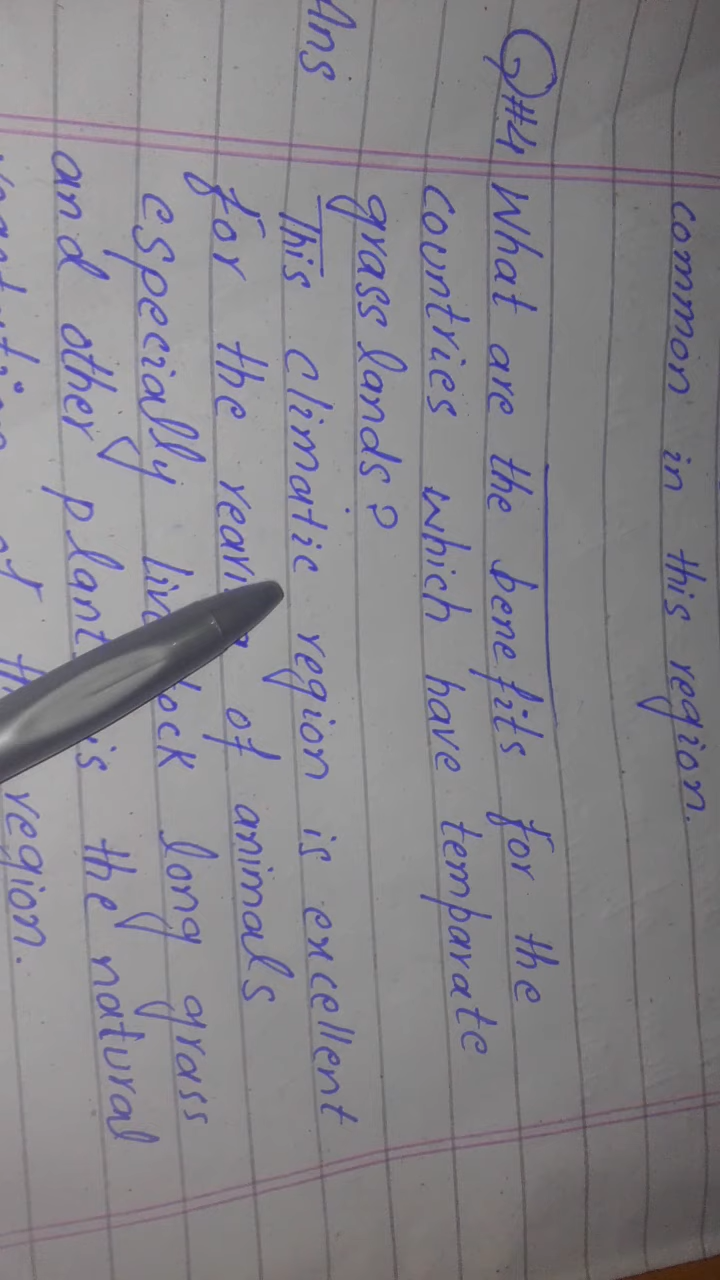 common in this region.
Q#4 What are the benefits for the
countries which have temparate
grass lands?
Ans This climatic region is excellent
for the of animals
especially long grass
and other is the natural
region.